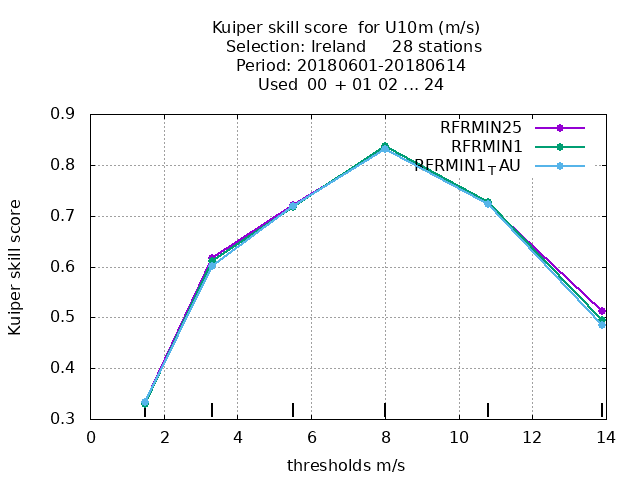 Kuiper skill score  for U10m (m/s)
Selection: Ireland     28 stations
Period: 20180601-20180614
Used  00 + 01 02 ... 24
RFRMIN25
RFRMIN1
RFRMIN1_TAU
0.9
0.8
0.7
0.6
0.5
0.4
0.3
Kuiper skill score
0 2 4 6 8 10 12 14
thresholds m/s